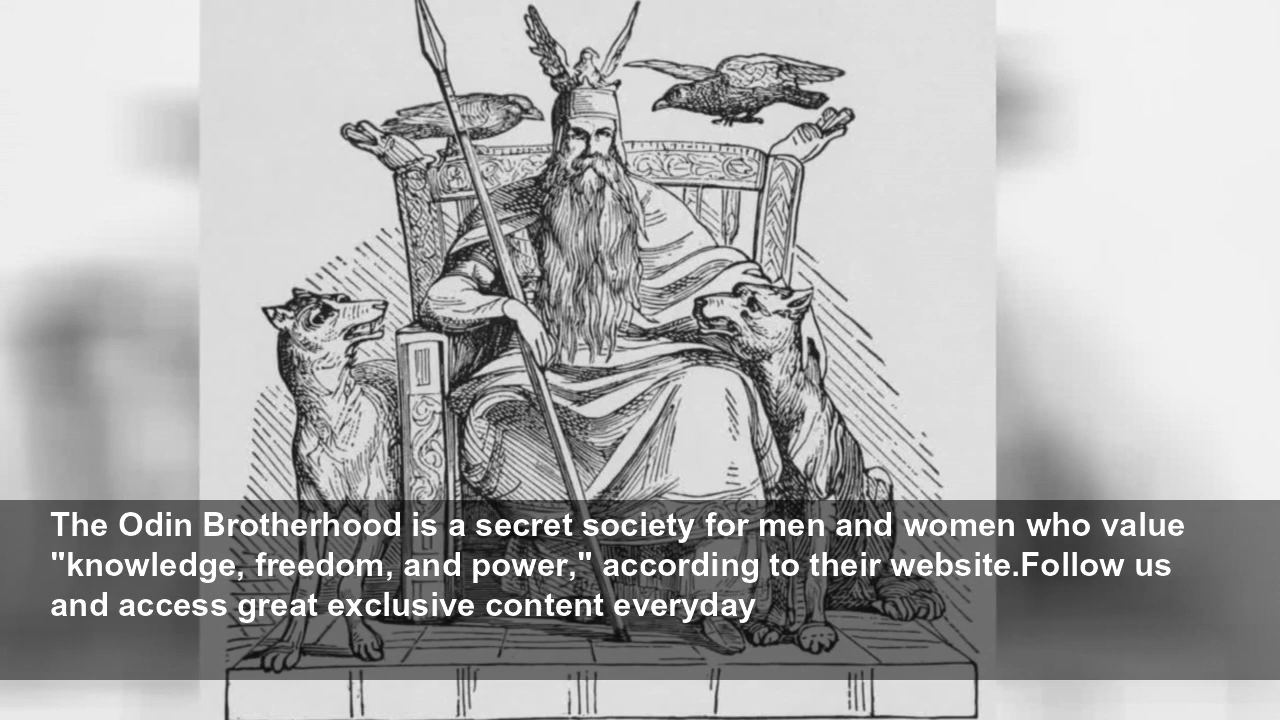 The Odin Brotherhood is a secret society for men and women who value
"knowledge, freedom, and power," according to their website.Follow us
and access great exclusive content everyday